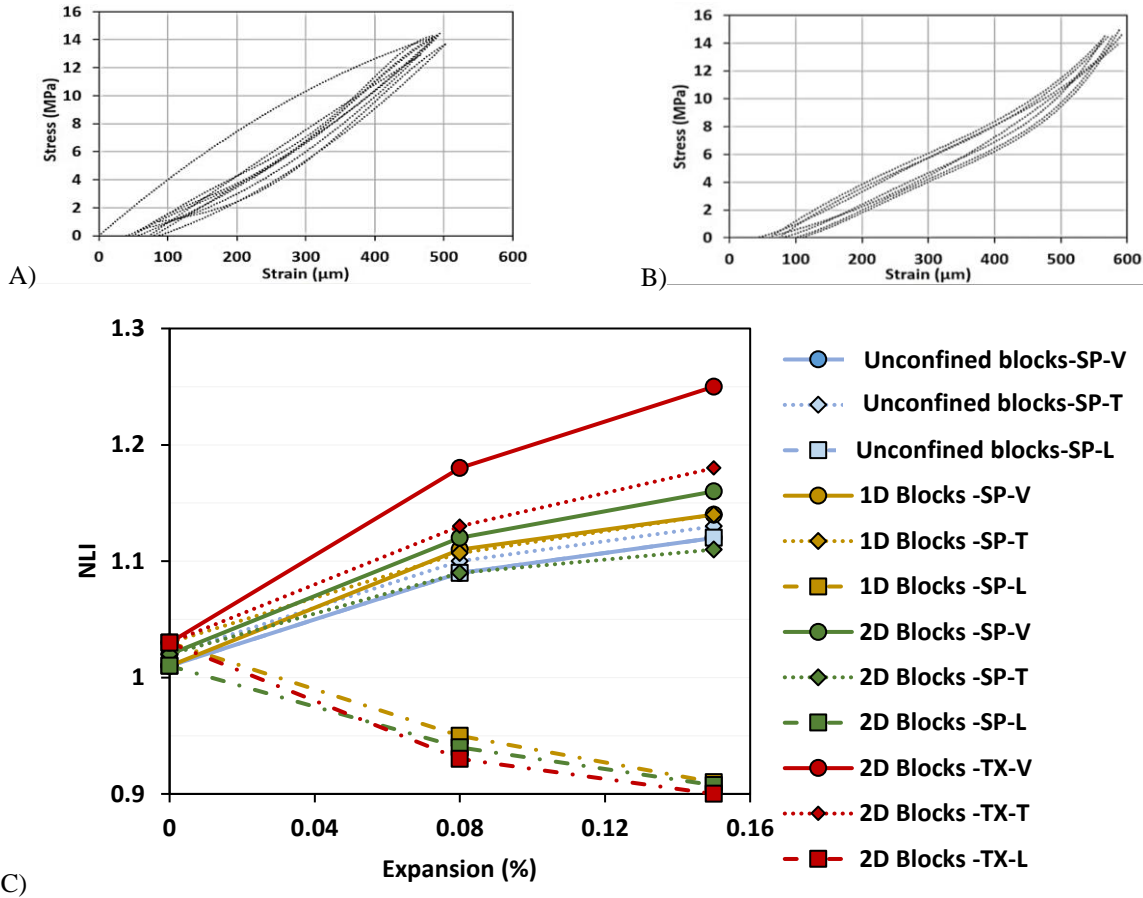 16
14
12
10
8
6
4
2
0
Stress (MPa)
0 100 200 300 400 500 600
Strain (μm)
A)
16
14
12
10
8
6
4
2
0
Stress (MPa)
0 100 200 300 400 500 600
Strain (μm)
B)
1.3
1.2
1.1
1
0.9
NLI
0 0.04 0.08 0.12 0.16
Expansion (%)
Unconfined blocks-SP-V
Unconfined blocks-SP-T
Unconfined blocks-SP-L
1D Blocks -SP-V
1D Blocks -SP-T
1D Blocks -SP-L
2D Blocks -SP-V
2D Blocks -SP-T
2D Blocks -SP-L
2D Blocks -TX-V
2D Blocks -TX-T
2D Blocks -TX-L
C)